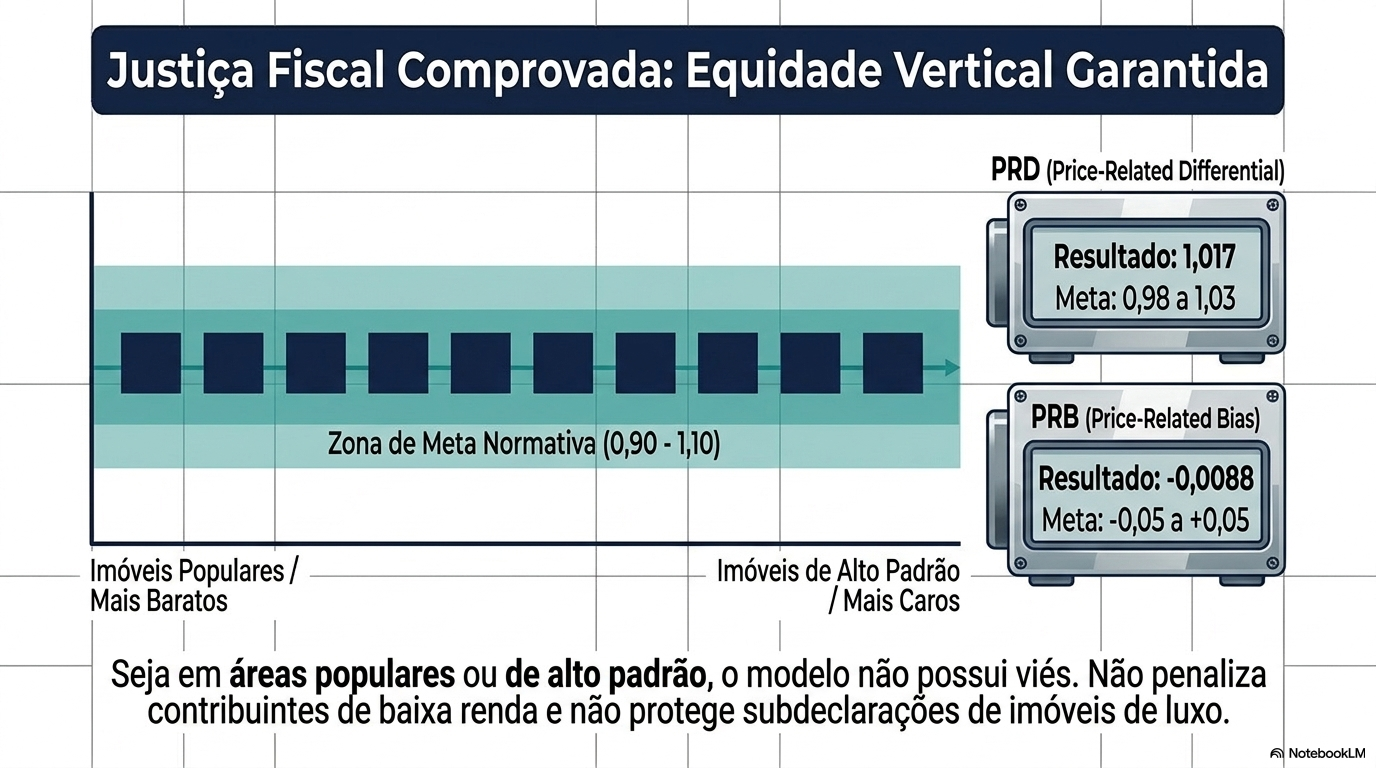 Justiça Fiscal Comprovada: Equidade Vertical Garantida
PRD (Price-Related Differential)
Resultado: 1,017
Meta: 0,98 a 1,03
PRB (Price-Related Bias)
Resultado: -0,0088
Meta: -0,05 a +0,05
Zona de Meta Normativa (0,90 - 1,10)
Imóveis Populares /
Mais Baratos
Imóveis de Alto Padrão
/ Mais Caros
Seja em áreas populares ou de alto padrão, o modelo não possui viés. Não penaliza
contribuintes de baixa renda e não protege subdeclarações de imóveis de luxo.
NotebookLM